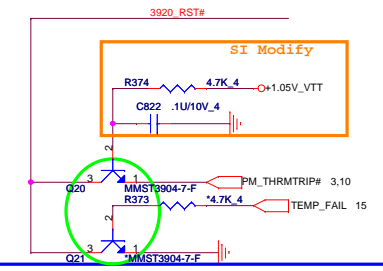 3920_RST#
SI Modify
R374 4.7K_4
+1.05V_VTT
C822 .1U/10V_4
2
3 1
Q20 MMST3904-7-F
PM_THRMTRIP# 3,10
R373 *4.7K_4
TEMP_FAIL 15
2
3 1
Q21 *MMST3904-7-F